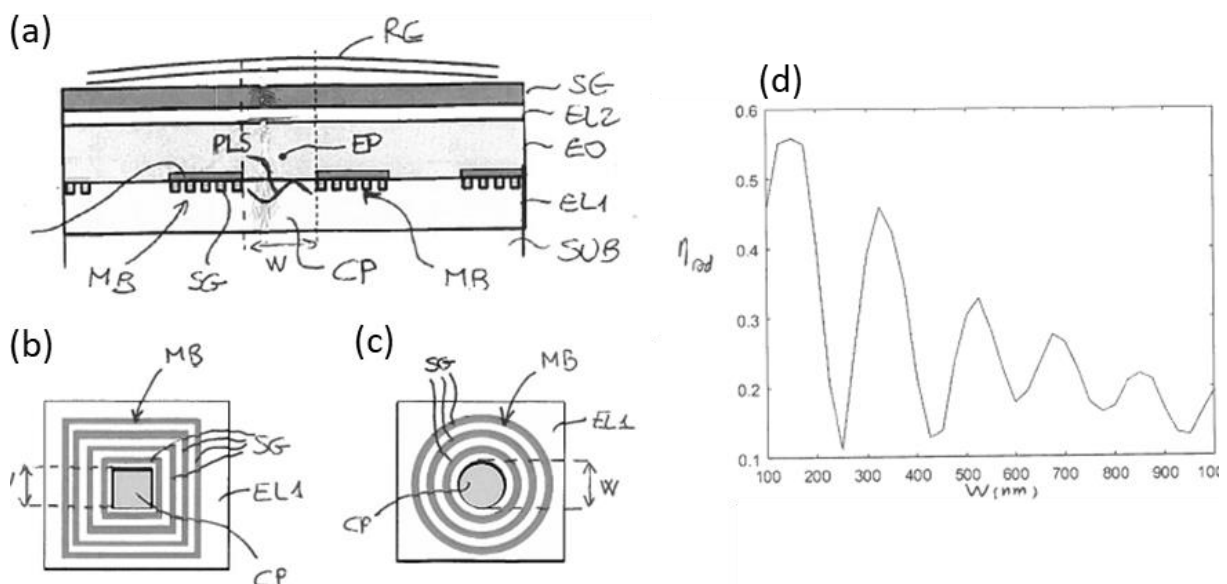 (a)
RE
SG
EL2
PLS
EP
EO
EL1
SUB
MB
SG
W
CP
MB
(b)
MB
SG
EL1
CP
(c)
SG
MB
EL1
W
CP
(d)
0.6
0.5
0.4
0.3
0.2
0.1
100 200 300 400 500 600 700 800 900 100
W(nm)